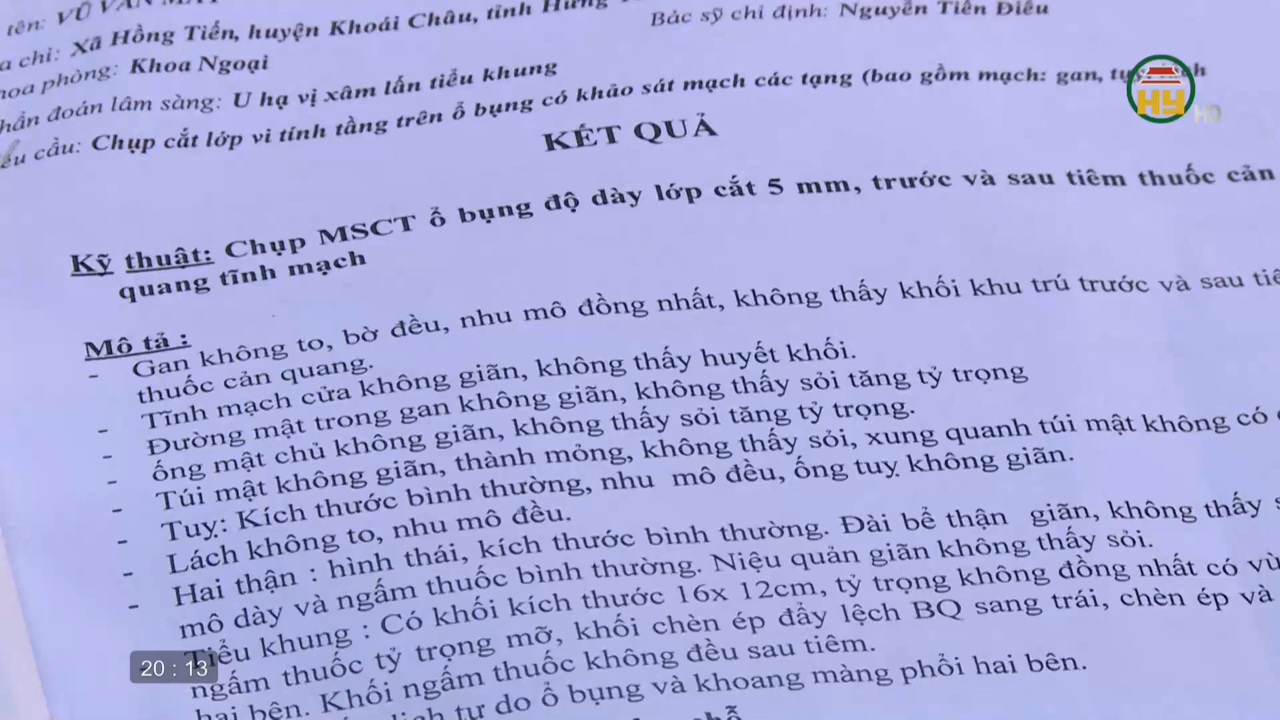 tên: VŨ VĂN
chỉ: Xã Hồng Tiến, huyện Khoái Châu, tỉnh Hưng
Bác sỹ chỉ định: Nguyễn Tiến Điều
phòng: Khoa Ngoại
đoán lâm sàng: U hạ vị xâm lấn tiểu khung
cầu: Chụp cắt lớp vi tính tầng trên ổ bụng có khảo sát mạch các tạng (bao gồm mạch: gan,
HY HD
KẾT QUẢ
Kỹ thuật: Chụp MSCT ổ bụng độ dày lớp cắt 5 mm, trước và sau tiêm thuốc cản
quang tĩnh mạch
Mô tả :
- Gan không to, bờ đều, nhu mô đồng nhất, không thấy khối khu trú trước và sau
thuốc cản quang.
- Tĩnh mạch cửa không giãn, không thấy huyết khối.
- Đường mật trong gan không giãn, không thấy sỏi tăng tỷ trọng
- ống mật chủ không giãn, không thấy sỏi tăng tỷ trọng.
- Túi mật không giãn, thành mỏng, không thấy sỏi, xung quanh túi mật không có
- Tuỵ: Kích thước bình thường, nhu mô đều, ống tuỵ không giãn.
- Lách không to, nhu mô đều.
- Hai thận : hình thái, kích thước bình thường. Đài bể thận giãn, không thấy
mô dày và ngấm thuốc bình thường. Niệu quản giãn không thấy sỏi.
Tiểu khung : Có khối kích thước 16x 12cm, tỷ trọng không đồng nhất có
ngấm thuốc tỷ trọng mỡ, khối chèn ép đẩy lệch BQ sang trái, chèn ép và
hai bên. Khối ngấm thuốc không đều sau tiêm.
dịch tự do ổ bụng và khoang màng phổi hai bên.
20 : 13